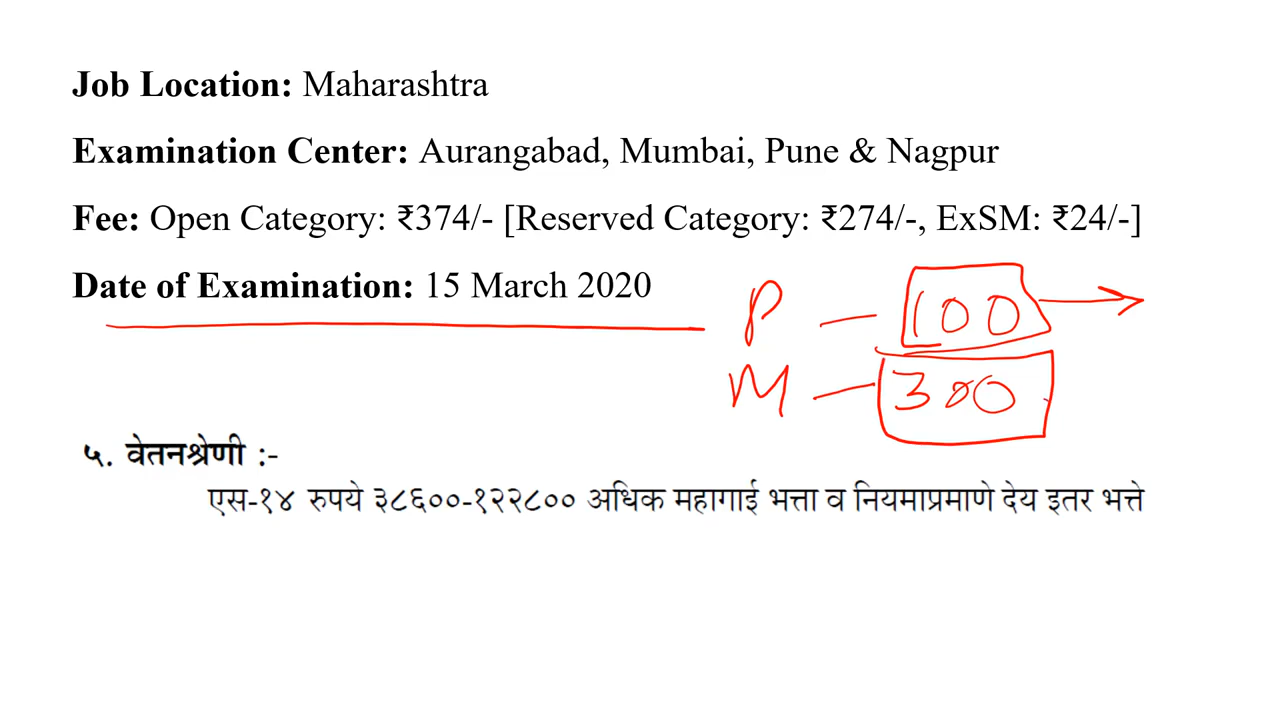 Job Location: Maharashtra
Examination Center: Aurangabad, Mumbai, Pune & Nagpur
Fee: Open Category: ₹374/- [Reserved Category: ₹274/-, ExSM: ₹24/-]
Date of Examination: 15 March 2020
P — 100
M — 300
५. वेतनश्रेणी :-
एस-१४ रुपये ३८६००-१२२८०० अधिक महागाई भत्ता व नियमाप्रमाणे देय इतर भत्ते